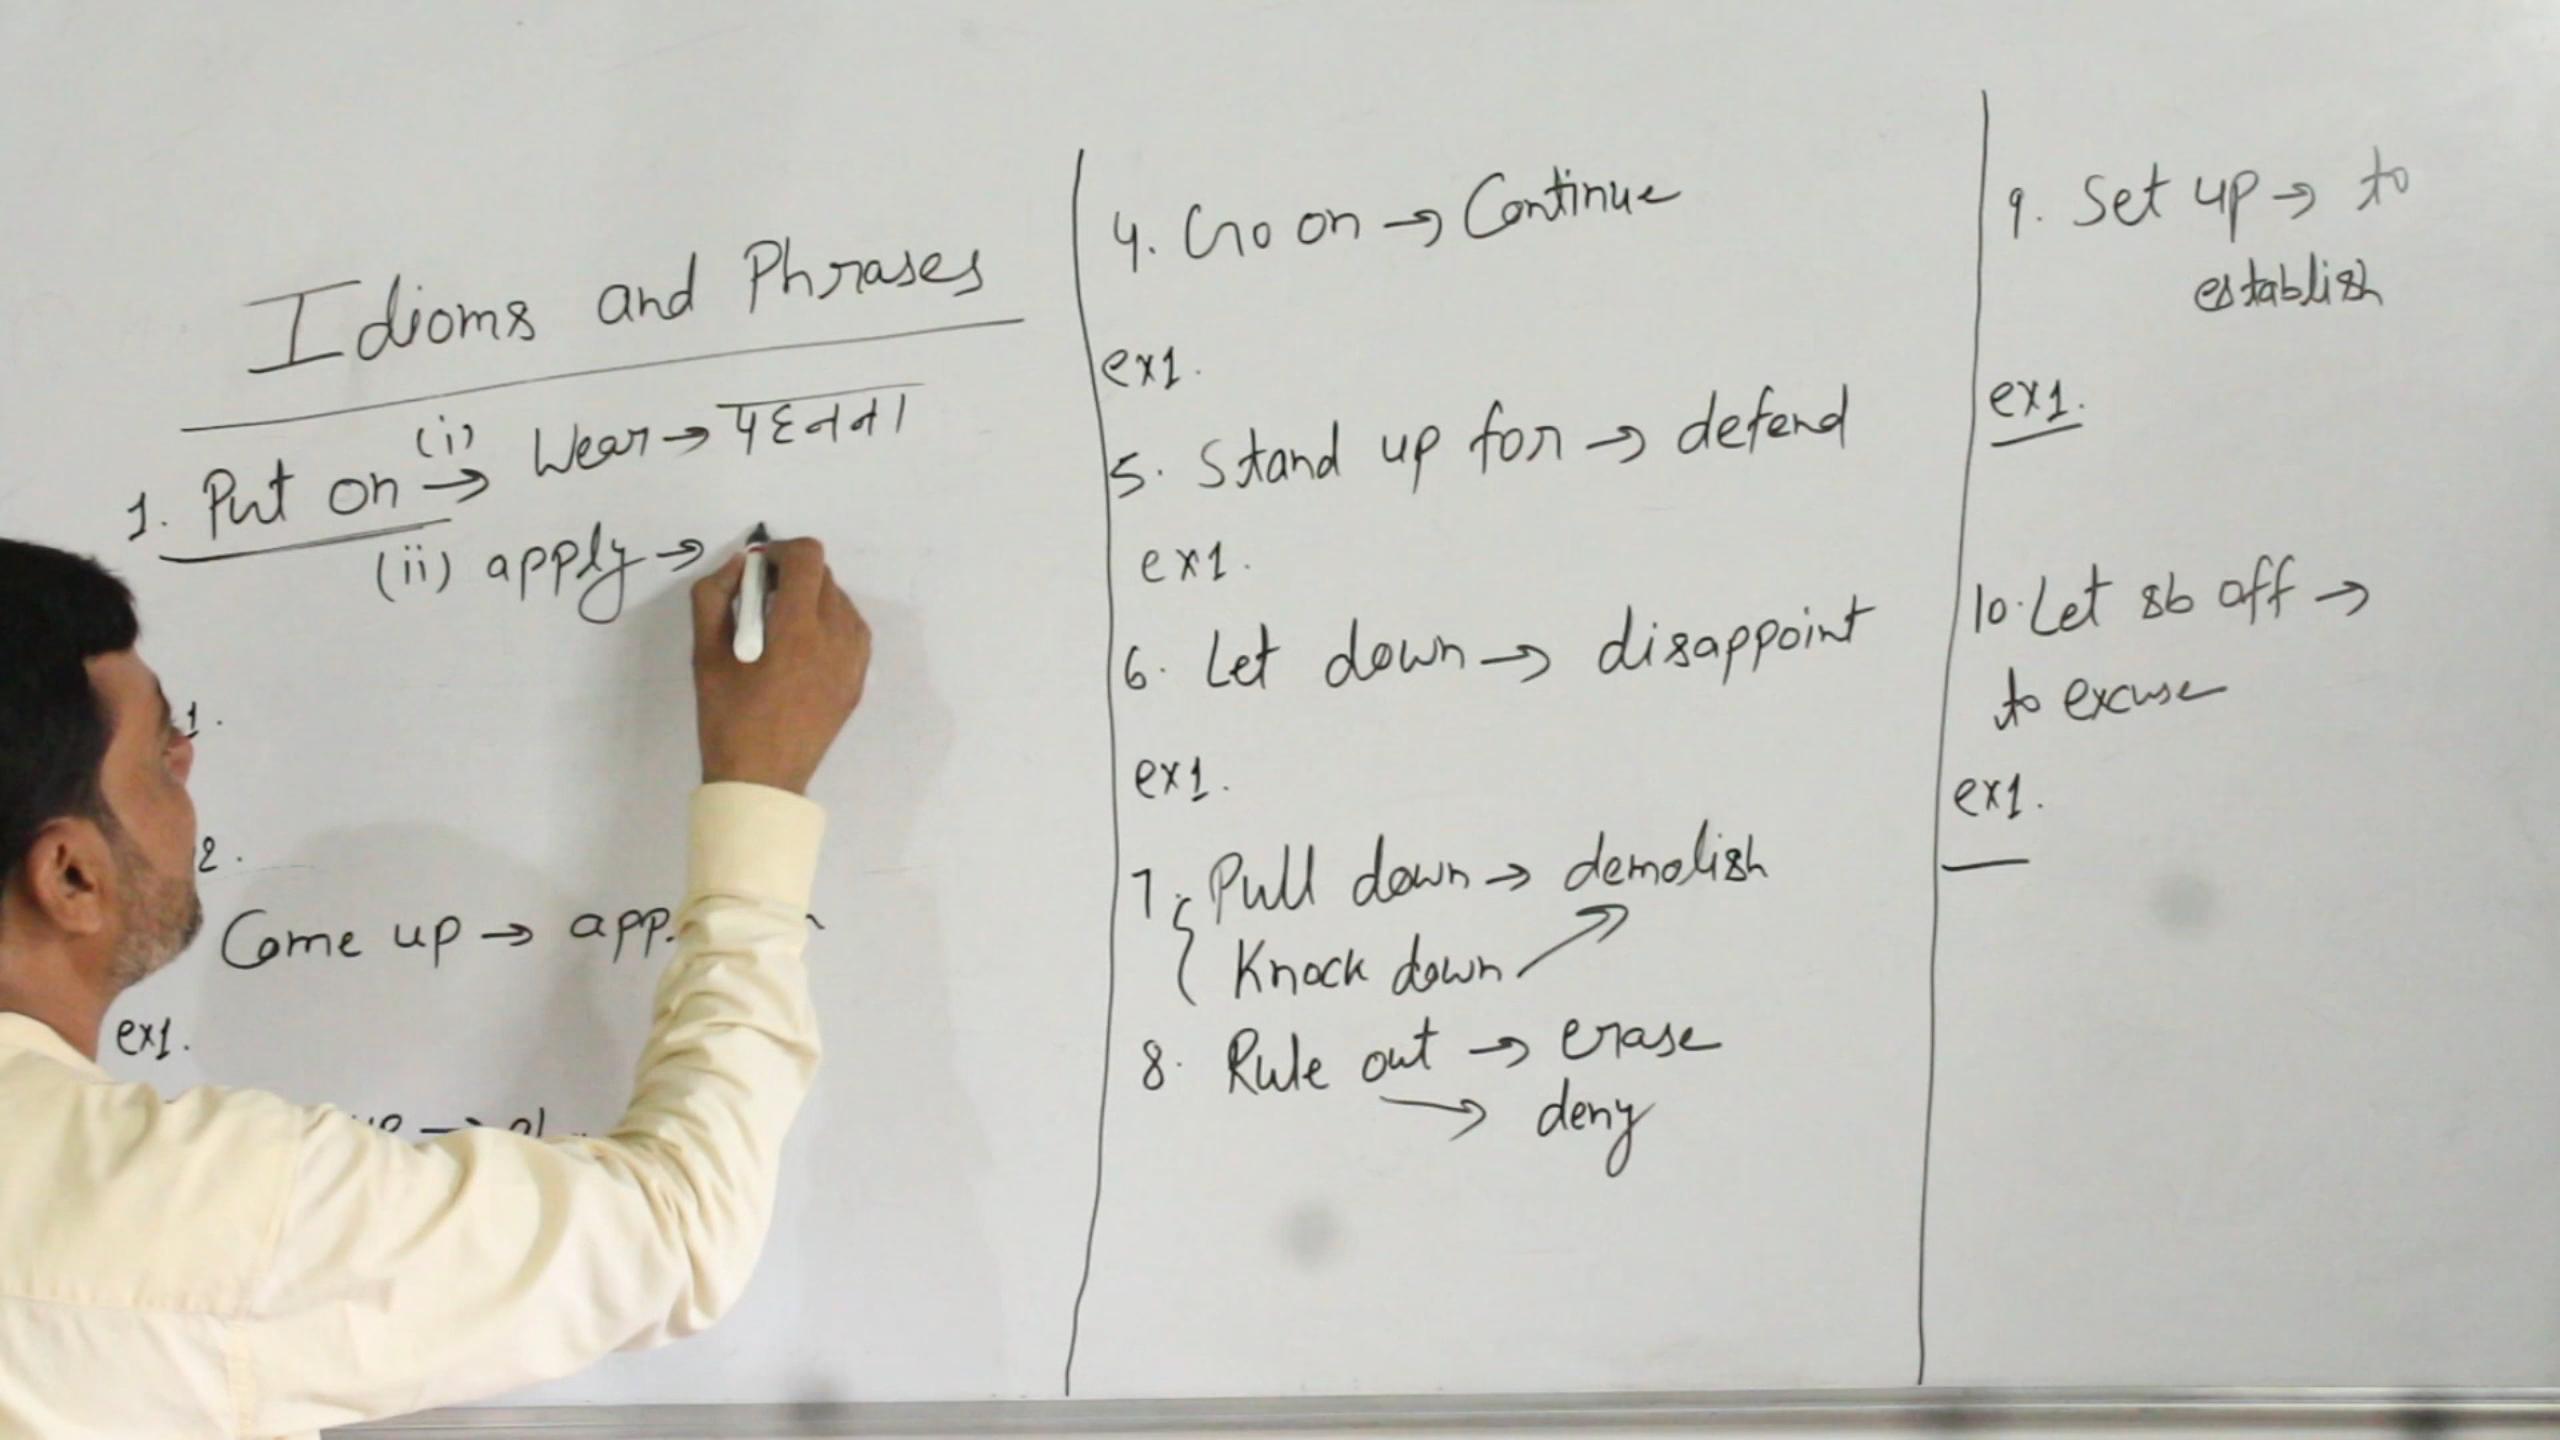 Idioms and Phrases
1. Put on → (i) Wear → पहनना
(ii) apply →
1.
2.
Come up →
ex1.
4. Go on → Continue
ex1.
5. Stand up for → defend
ex1.
6. Let down → disappoint
ex1.
7. Pull down → demolish
Knock down
8. Rule out → erase
→ deny
9. Set up → to
establish
ex1.
10. Let sb off →
to excuse
ex1.